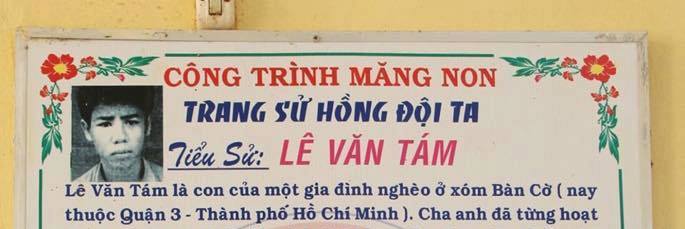 CÔNG TRÌNH MĂNG NON
TRANG SỬ HỒNG ĐỘI TA
Tiểu Sử: LÊ VĂN TÁM
Lê Văn Tám là con của một gia đình nghèo ở xóm Bàn Cờ ( nay
thuộc Quận 3 - Thành phố Hồ Chí Minh ). Cha anh đã từng hoạt